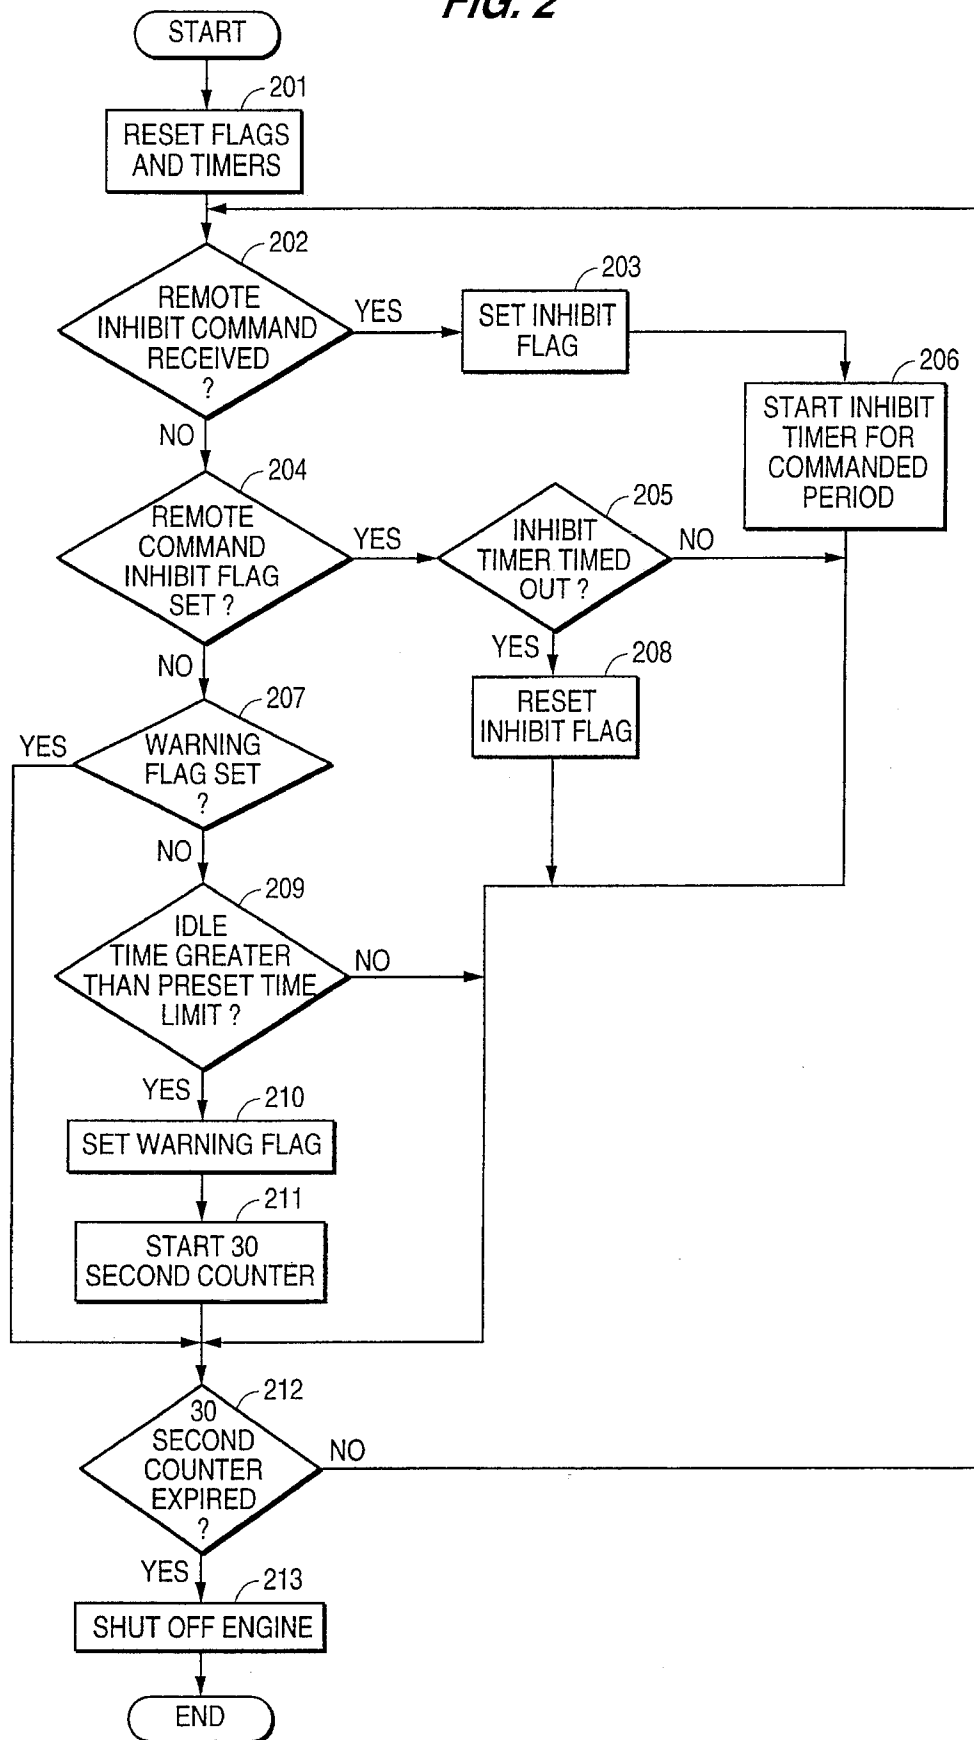 FIG. 2
START
201
RESET FLAGS
AND TIMERS
202
REMOTE
INHIBIT COMMAND
RECEIVED
?
YES
203
SET INHIBIT
FLAG
206
START INHIBIT
TIMER FOR
COMMANDED
PERIOD
NO
204
REMOTE
COMMAND
INHIBIT FLAG
SET ?
YES
205
INHIBIT
TIMER TIMED
OUT ?
NO
YES
208
RESET
INHIBIT FLAG
NO
207
WARNING
FLAG SET
?
YES
NO
209
IDLE
TIME GREATER
THAN PRESET TIME
LIMIT ?
NO
YES
210
SET WARNING FLAG
211
START 30
SECOND COUNTER
212
30
SECOND
COUNTER
EXPIRED
?
NO
YES
213
SHUT OFF ENGINE
END